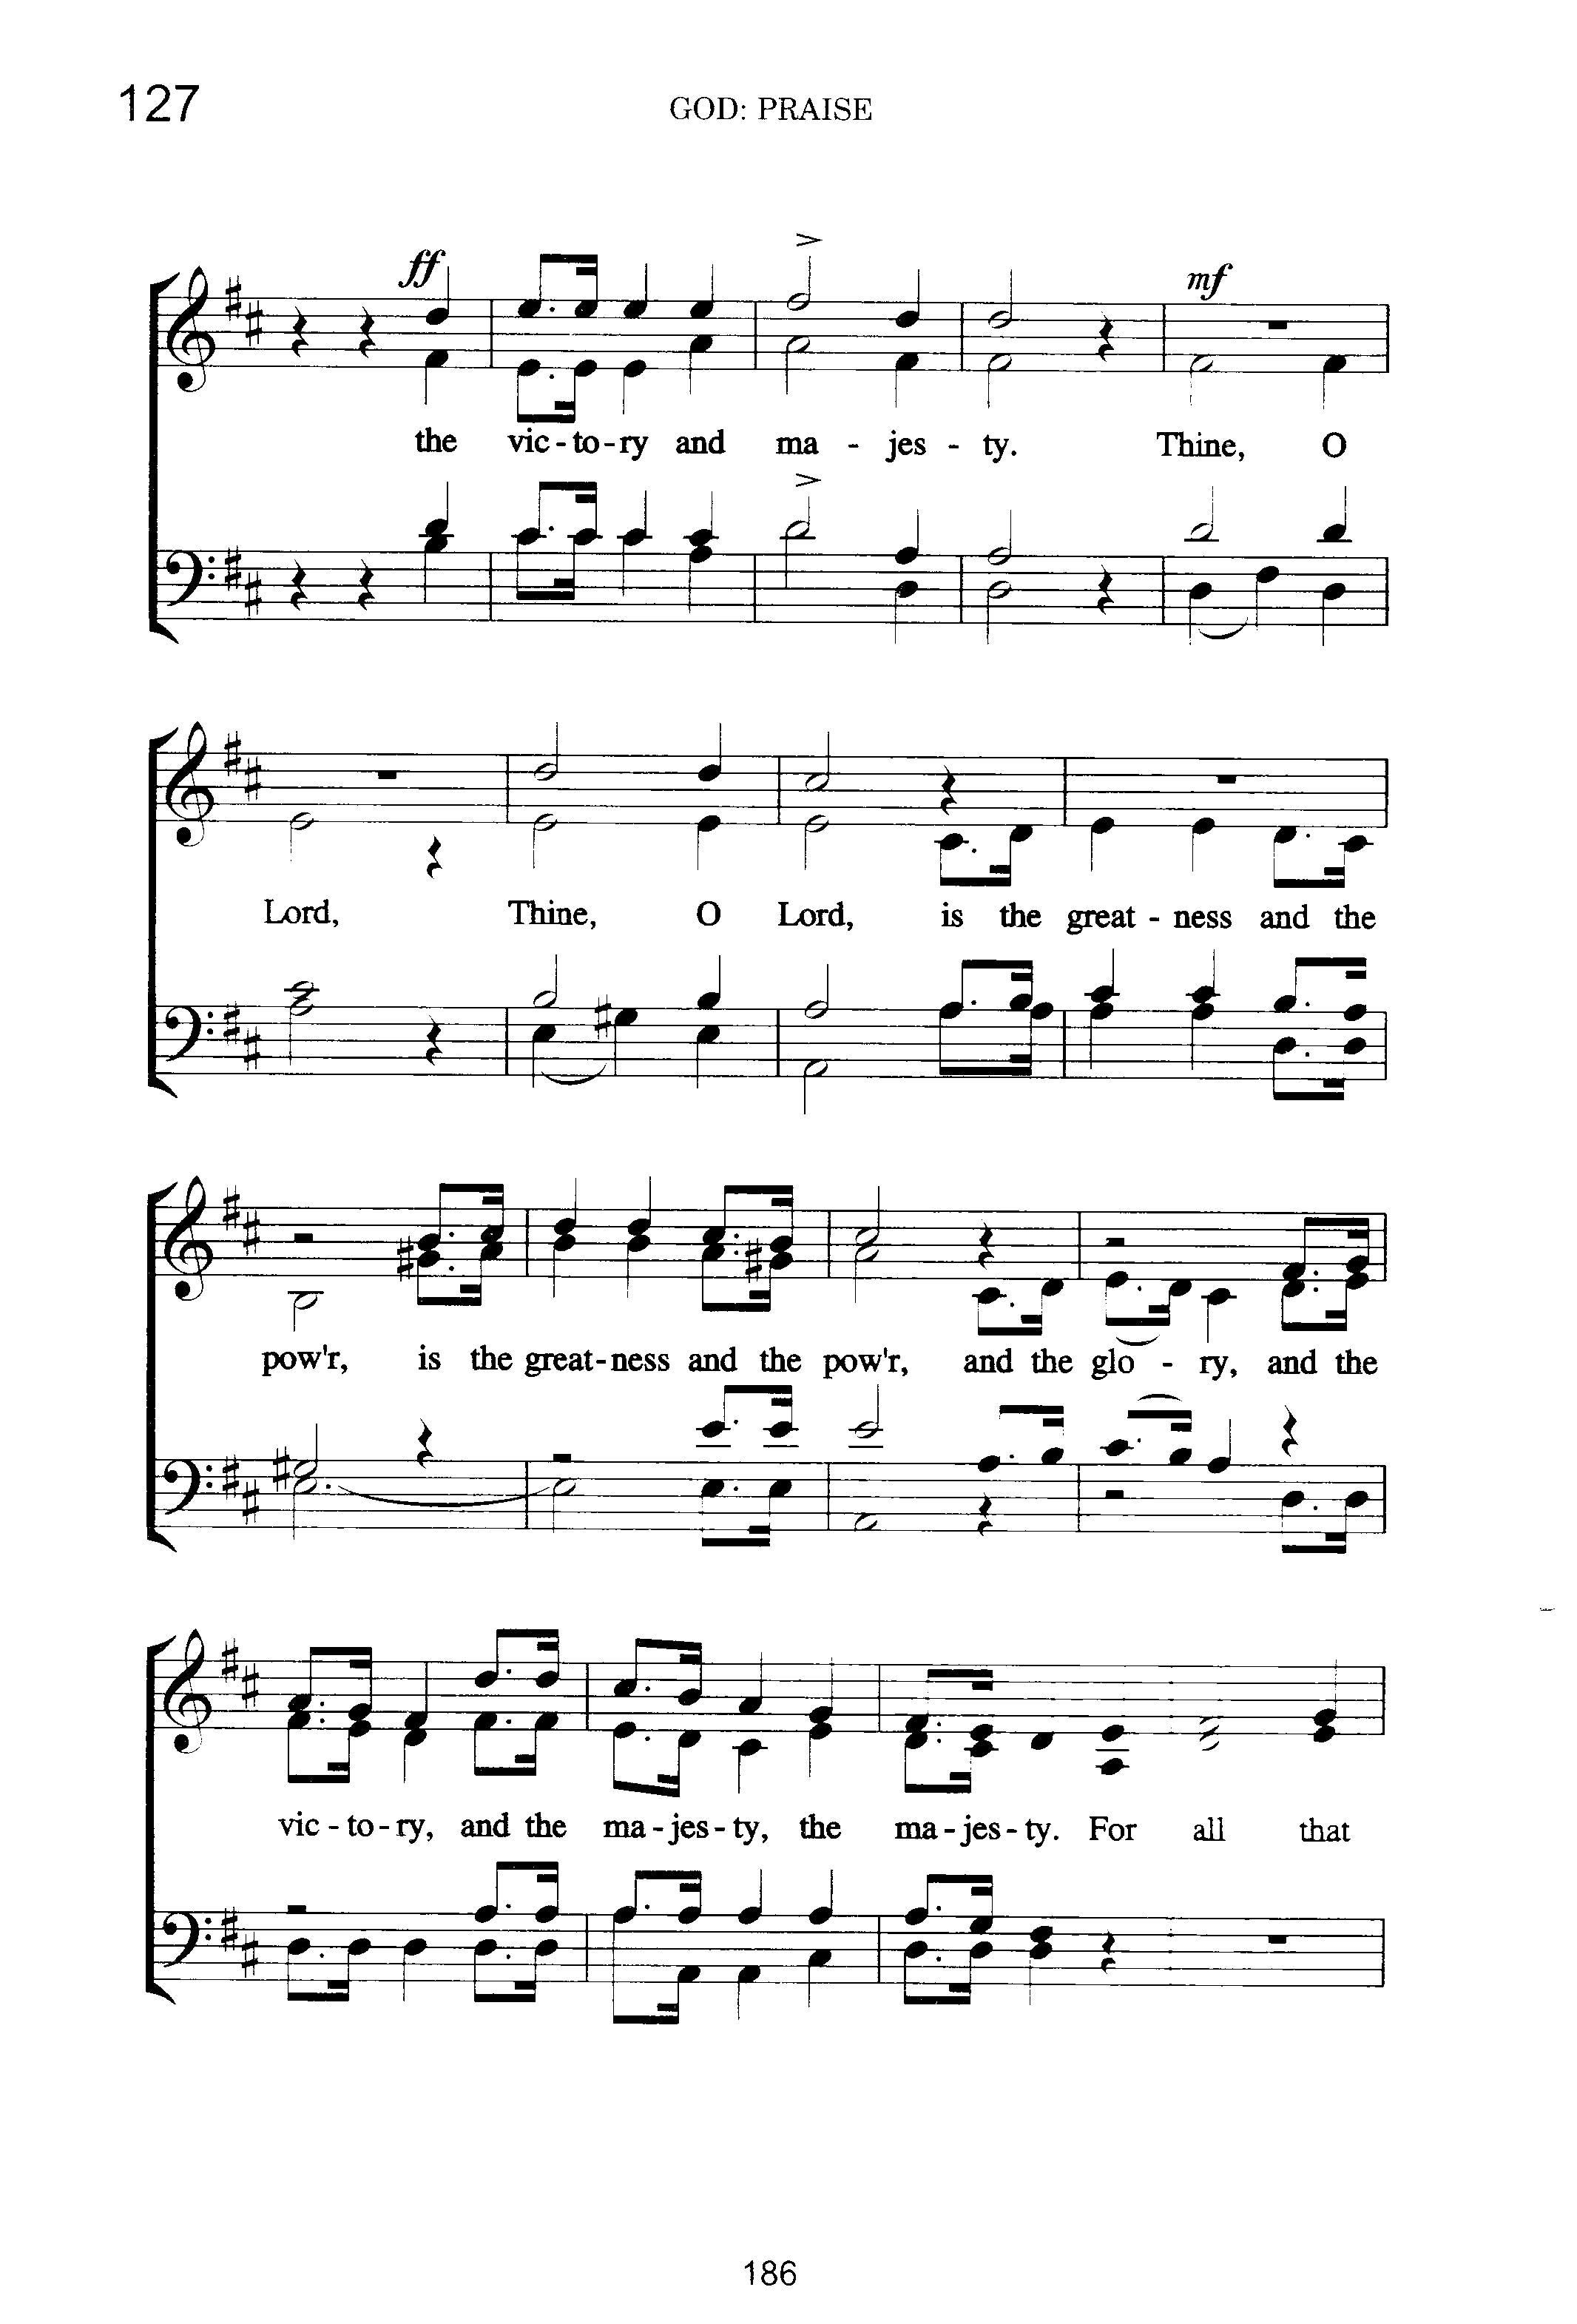 127
GOD: PRAISE
ff
mf
the vic - to - ry and ma - jes - ty. Thine, O
Lord, Thine, O Lord, is the great - ness and the
pow'r, is the great - ness and the pow'r, and the glo - ry, and the
vic - to - ry, and the ma - jes - ty, the ma - jes - ty. For all that
186